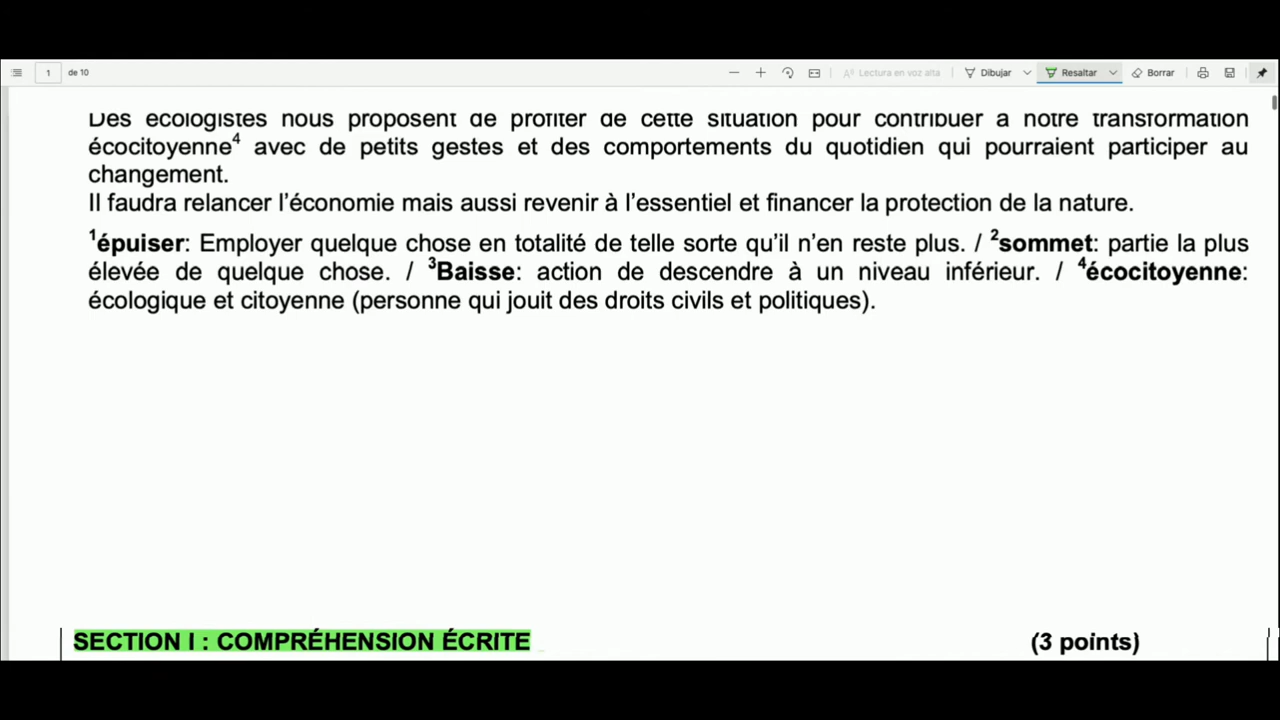 1 de 10 Lectura en voz alta Dibujar Resaltar Borrar
Des écologistes nous proposent de profiter de cette situation pour contribuer à notre transformation
écocitoyenne4 avec de petits gestes et des comportements du quotidien qui pourraient participer au
changement.
Il faudra relancer l’économie mais aussi revenir à l’essentiel et financer la protection de la nature.
1épuiser: Employer quelque chose en totalité de telle sorte qu’il n’en reste plus. / 2sommet: partie la plus
élevée de quelque chose. / 3Baisse: action de descendre à un niveau inférieur. / 4écocitoyenne:
écologique et citoyenne (personne qui jouit des droits civils et politiques).
SECTION I : COMPRÉHENSION ÉCRITE (3 points)